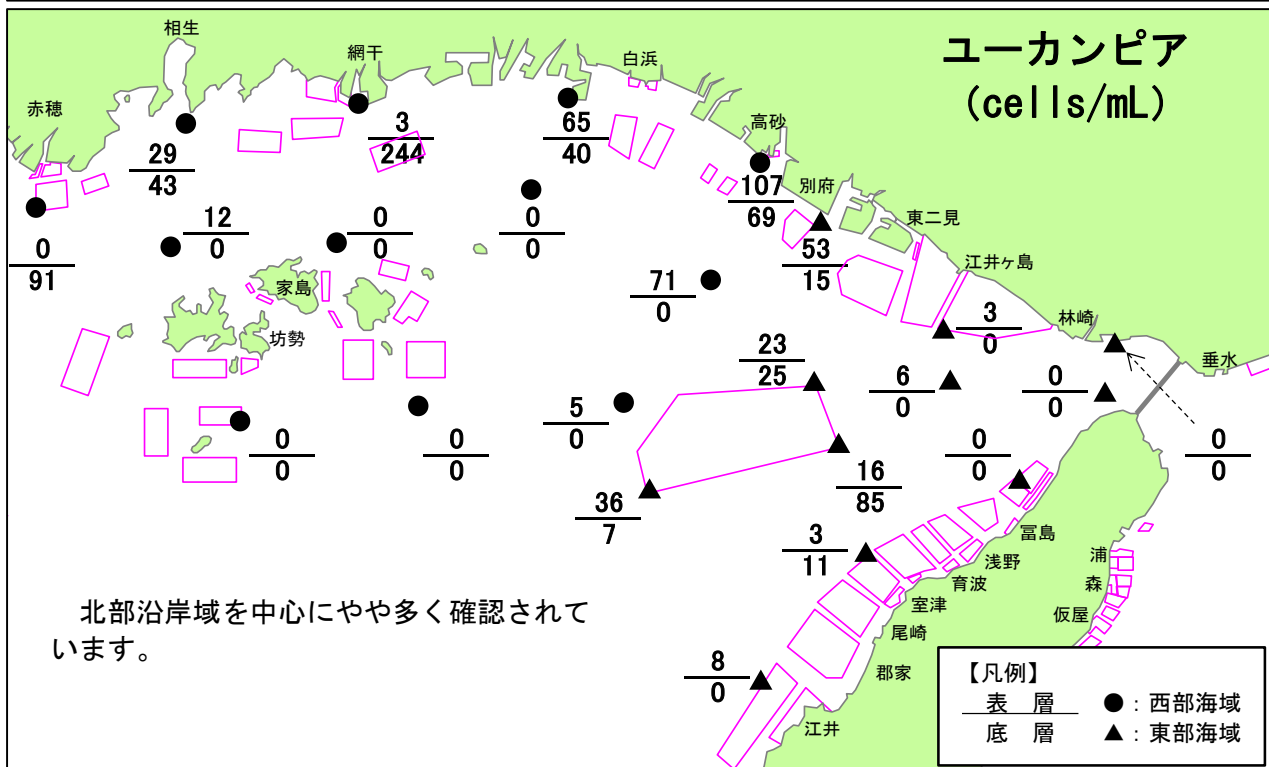 ユーカンピア
(cells/mL)
相生
網干
白浜
赤穂
高砂
別府
東二見
江井ヶ島
林崎
垂水
家島
坊勢
3
244
65
40
29
43
107
69
12
0
0
0
0
0
0
91
53
15
71
0
3
0
23
25
6
0
0
0
5
0
0
0
0
0
0
0
0
0
16
85
36
7
3
11
8
0
冨島
浅野
育波
室津
尾崎
郡家
江井
浦
森
仮屋
北部沿岸域を中心にやや多く確認されて
います。
【凡例】
表 層
底 層
●:西部海域
▲:東部海域